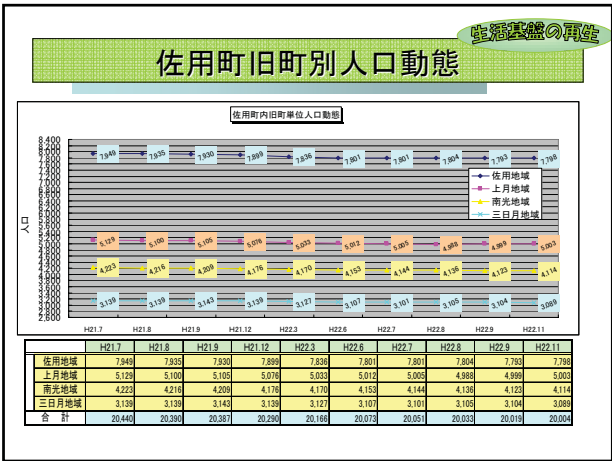 生活基盤の再生
佐用町旧町別人口動態
佐用町内旧町単位人口動態
8,400
8,200
8,000
7,800
7,600
7,400
7,200
7,000
6,800
6,600
6,400
6,200
6,000
5,800
5,600
5,400
5,200
5,000
4,800
4,600
4,400
4,200
4,000
3,800
3,600
3,400
3,200
3,000
2,800
2,600
人口
7,949 7,935 7,930 7,899 7,836 7,801 7,801 7,804 7,793 7,798
5,129 5,100 5,105 5,076 5,033 5,012 5,005 4,988 4,999 5,003
4,223 4,216 4,209 4,176 4,170 4,153 4,144 4,136 4,123 4,114
3,139 3,139 3,143 3,139 3,127 3,107 3,101 3,105 3,104 3,089
佐用地域
上月地域
南光地域
三日月地域
H21.7 H21.8 H21.9 H21.12 H22.3 H22.6 H22.7 H22.8 H22.9 H22.11
H21.7 H21.8 H21.9 H21.12 H22.3 H22.6 H22.7 H22.8 H22.9 H22.11
佐用地域 7,949 7,935 7,930 7,899 7,836 7,801 7,801 7,804 7,793 7,798
上月地域 5,129 5,100 5,105 5,076 5,033 5,012 5,005 4,988 4,999 5,003
南光地域 4,223 4,216 4,209 4,176 4,170 4,153 4,144 4,136 4,123 4,114
三日月地域 3,139 3,139 3,143 3,139 3,127 3,107 3,101 3,105 3,104 3,089
合 計 20,440 20,390 20,387 20,290 20,166 20,073 20,051 20,033 20,019 20,004